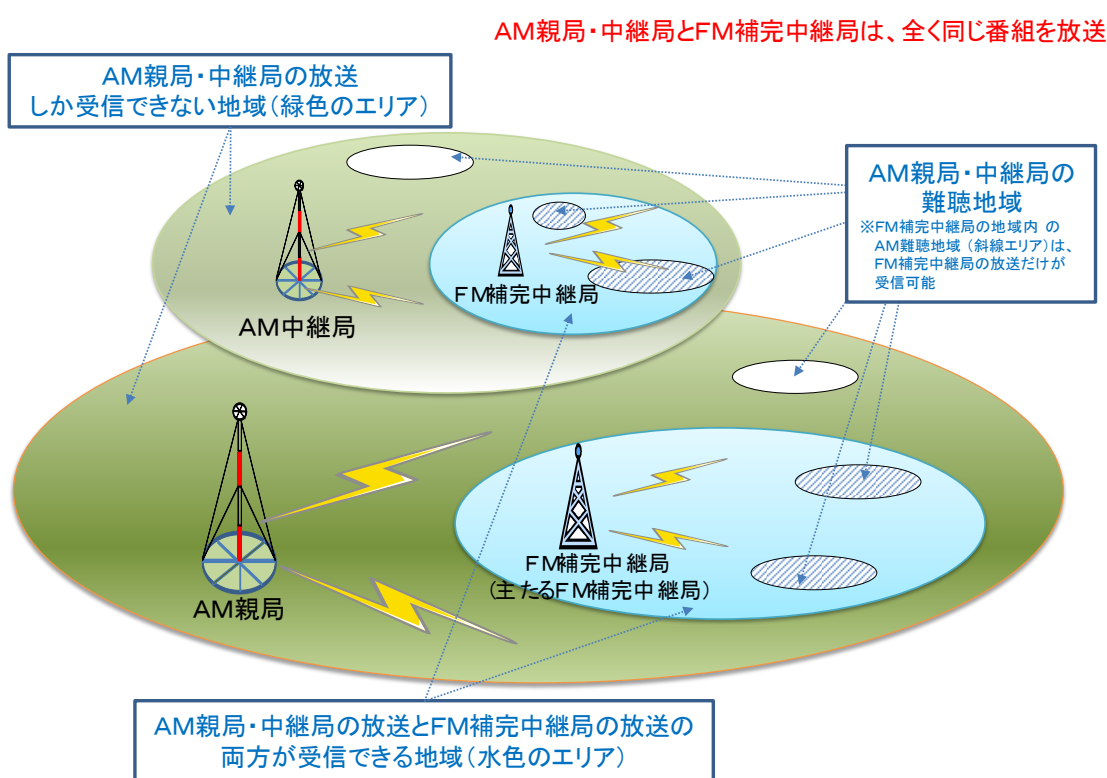 AM親局・中継局とFM補完中継局は、全く同じ番組を放送
AM親局・中継局の放送
しか受信できない地域（緑色のエリア）
AM親局・中継局の
難聴地域
※FM補完中継局の地域内 の
AM難聴地域 （斜線エリア）は、
FM補完中継局の放送だけが
受信可能
FM補完中継局
AM中継局
FM補完中継局
（主たるFM補完中継局）
AM親局
AM親局・中継局の放送とFM補完中継局の放送の
両方が受信できる地域（水色のエリア）